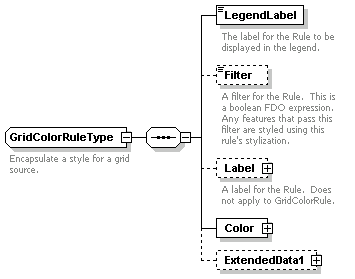 LegendLabel
The label for the Rule to be
displayed in the legend.
Filter
A filter for the Rule. This is
a boolean FDO expression.
Any features that pass this
filter are styled using this
rule's stylization.
GridColorRuleType
Encapsulate a style for a grid
source.
Label
A label for the Rule. Does
not apply to GridColorRule.
Color
ExtendedData1